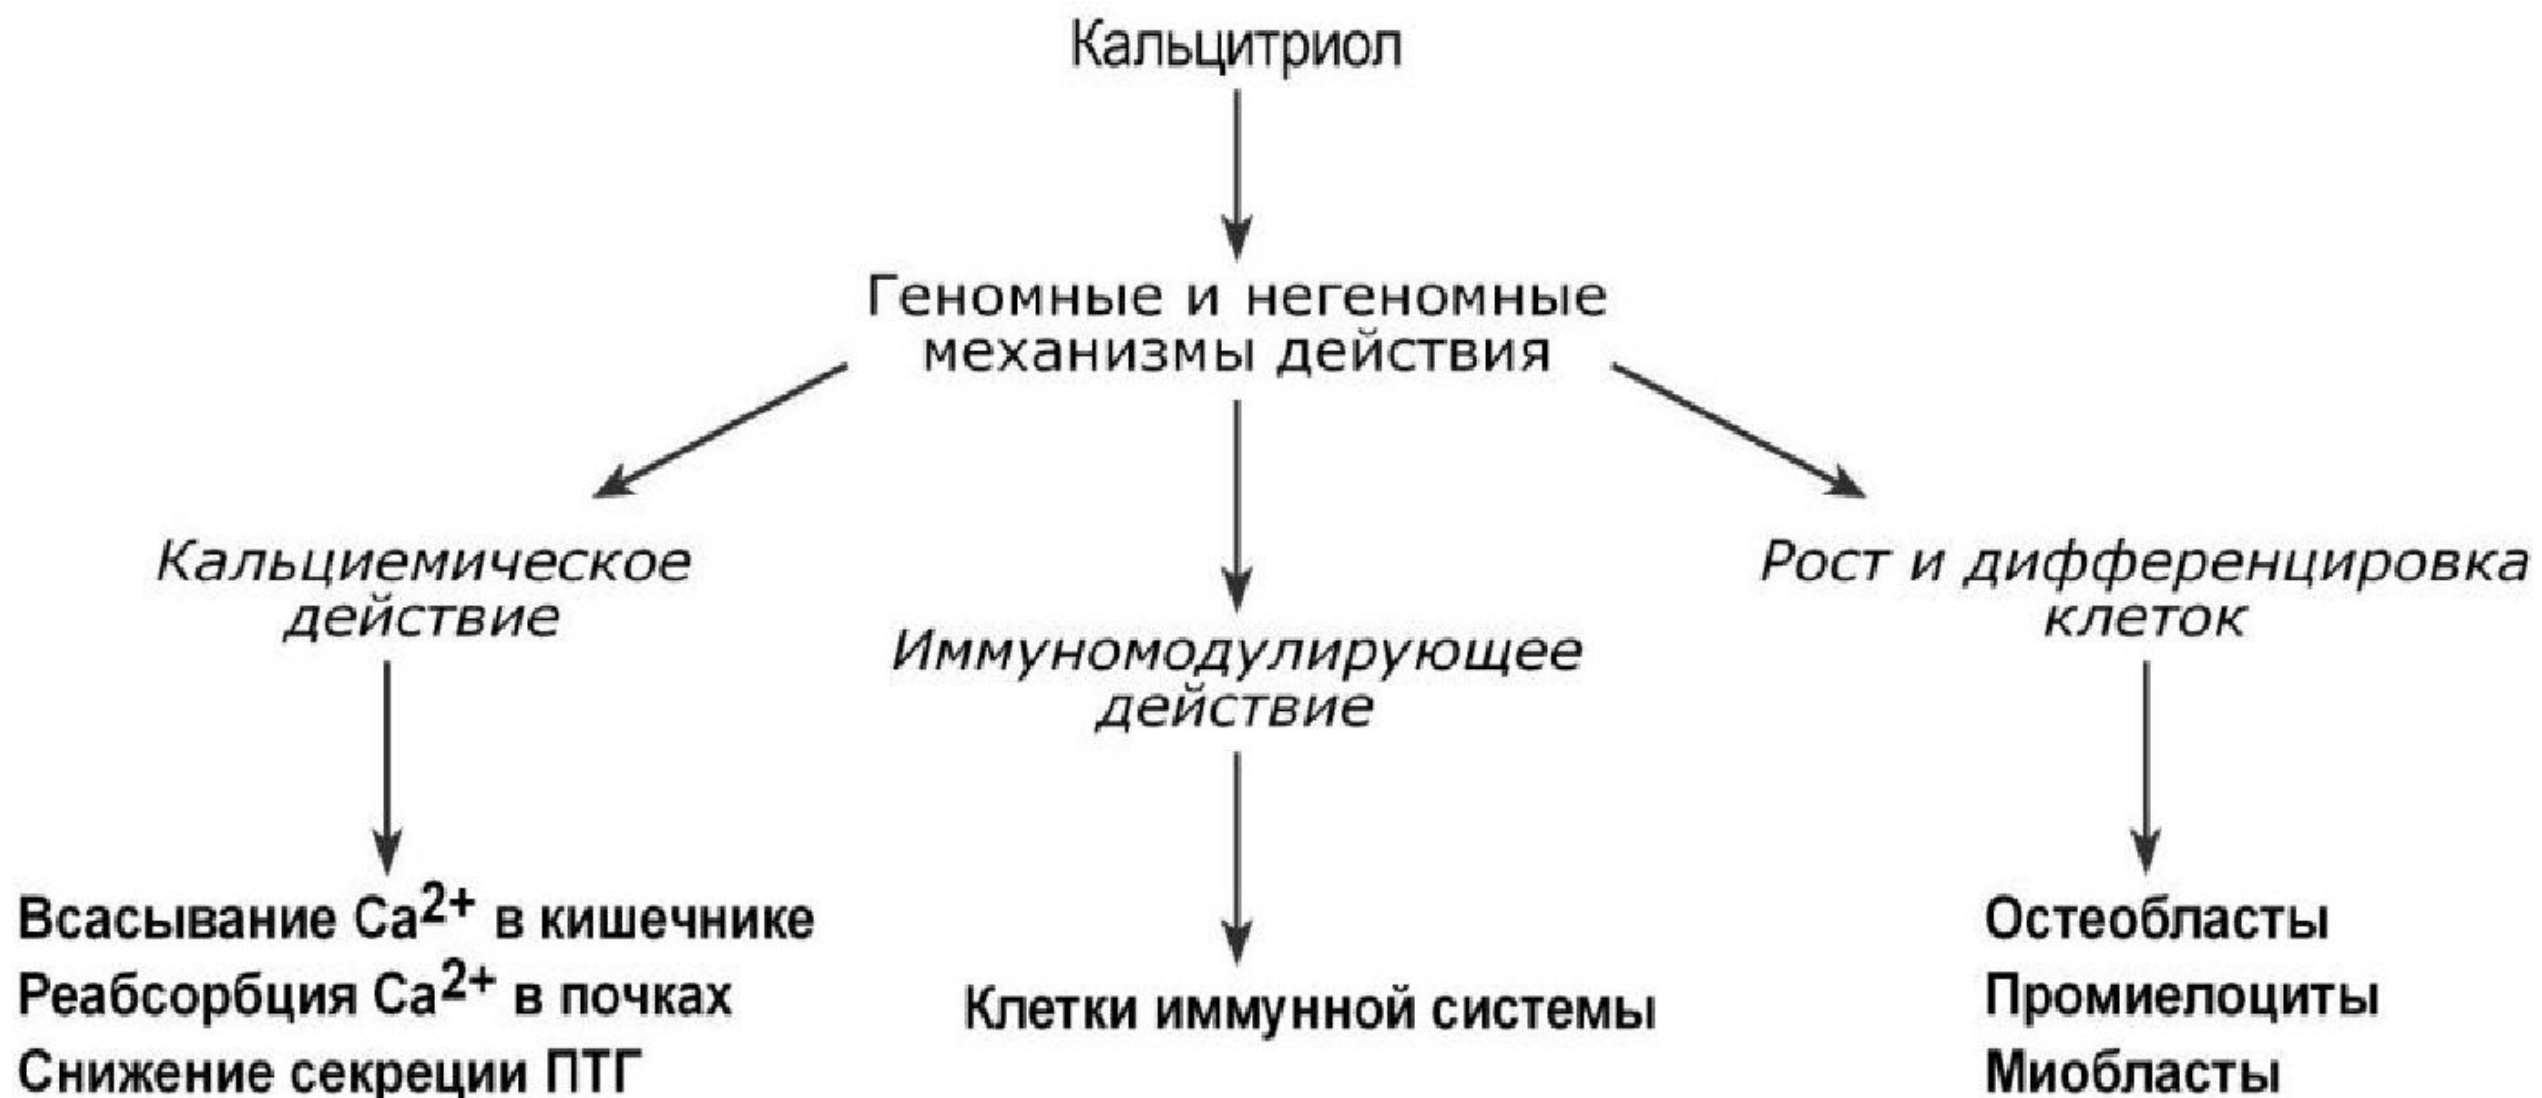 Кальцитриол
Геномные и негеномные
механизмы действия
Кальциемическое
действие
Иммуномодулирующее
действие
Рост и дифференцировка
клеток
Всасывание Ca2+ в кишечнике
Реабсорбция Ca2+ в почках
Снижение секреции ПТГ
Клетки иммунной системы
Остеобласты
Промиелоциты
Миобласты